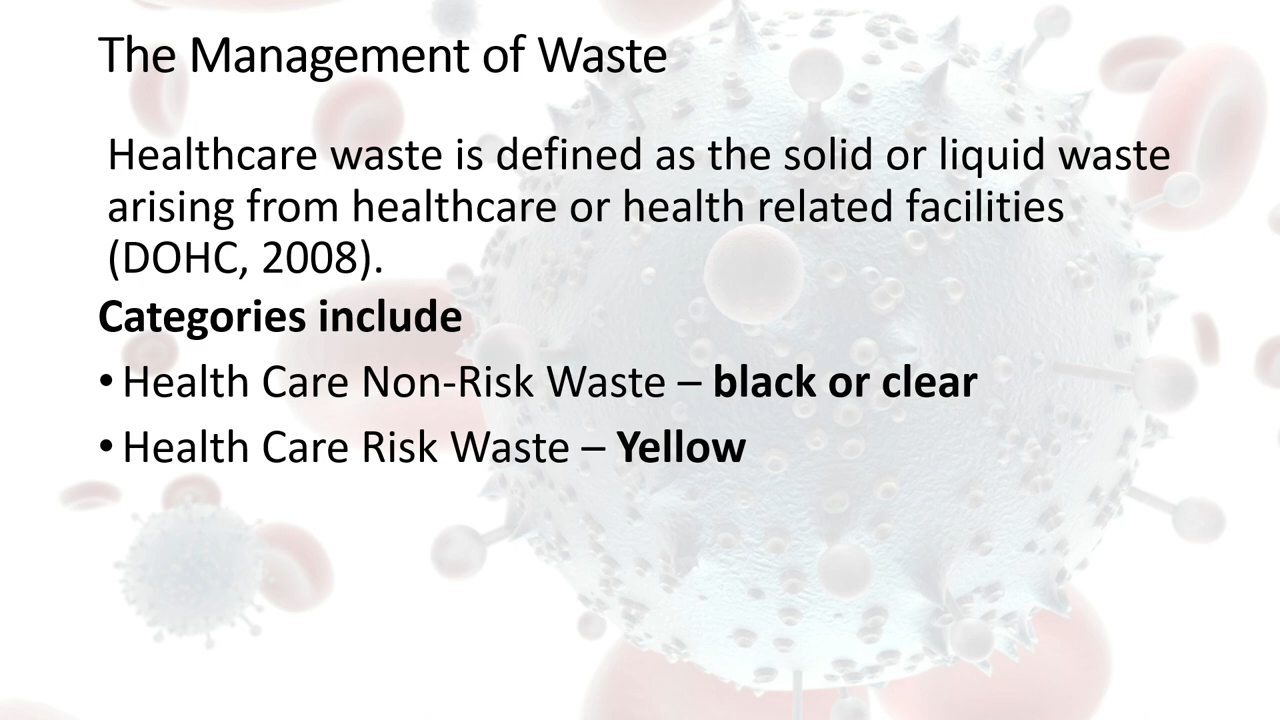 The Management of Waste
Healthcare waste is defined as the solid or liquid waste
arising from healthcare or health related facilities
(DOHC, 2008).
Categories include
• Health Care Non-Risk Waste – black or clear
• Health Care Risk Waste – Yellow